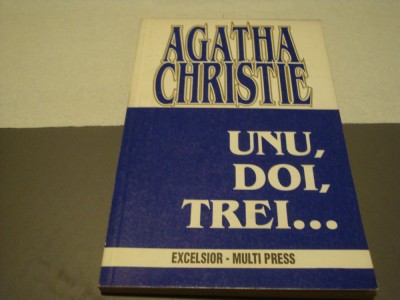 AGATHA
CHRISTIE
UNU,
DOI,
TREI...
EXCELSIOR - MULTI PRESS